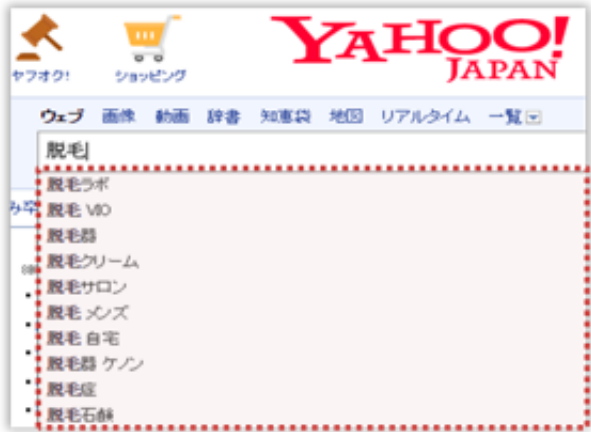 YAHOO!
JAPAN
ヤフオク! ショッピング
ウェブ 画像 動画 辞書 知恵袋 地図 リアルタイム 一覧
脱毛
脱毛ラボ
脱毛 VIO
脱毛器
脱毛クリーム
脱毛サロン
脱毛 メンズ
脱毛 自宅
脱毛器 ケノン
脱毛症
脱毛石鹸